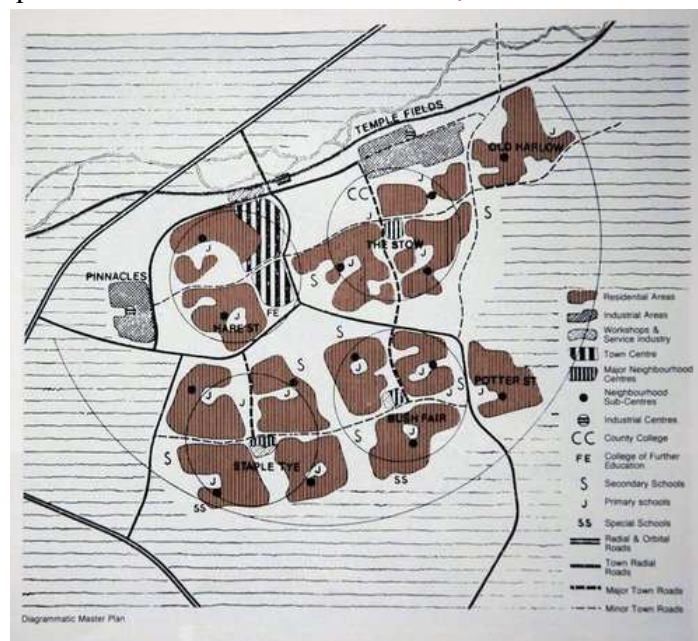 TEMPLE FIELDS
OLD HARLOW
J
CC
J
J
THE STOW
S
J
J
S
J
PINNACLES
J
HARE ST
FE
S
S
J
J
S
J
J
POTTER ST
J
BUSH FAIR
S
J
S
STAPLE TYE
J
J
SS
SS
Residential Areas
Industrial Areas
Workshops &
Service Industry
Town Centre
Major Neighbourhood
Centres
Neighbourhood
Sub-Centres
Industrial Centres
CC County College
FE College of Further
Education
S Secondary Schools
J Primary schools
SS Special Schools
Radial & Orbital
Roads
Town Radial
Roads
Major Town Roads
Minor Town Roads
Diagrammatic Master Plan